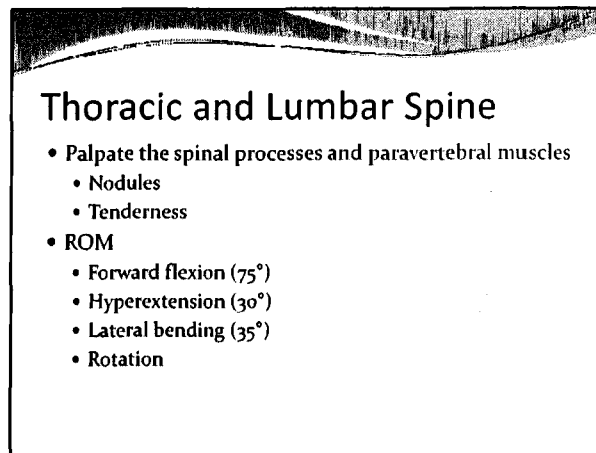 Thoracic and Lumbar Spine
• Palpate the spinal processes and paravertebral muscles
• Nodules
• Tenderness
• ROM
• Forward flexion (75°)
• Hyperextension (30°)
• Lateral bending (35°)
• Rotation